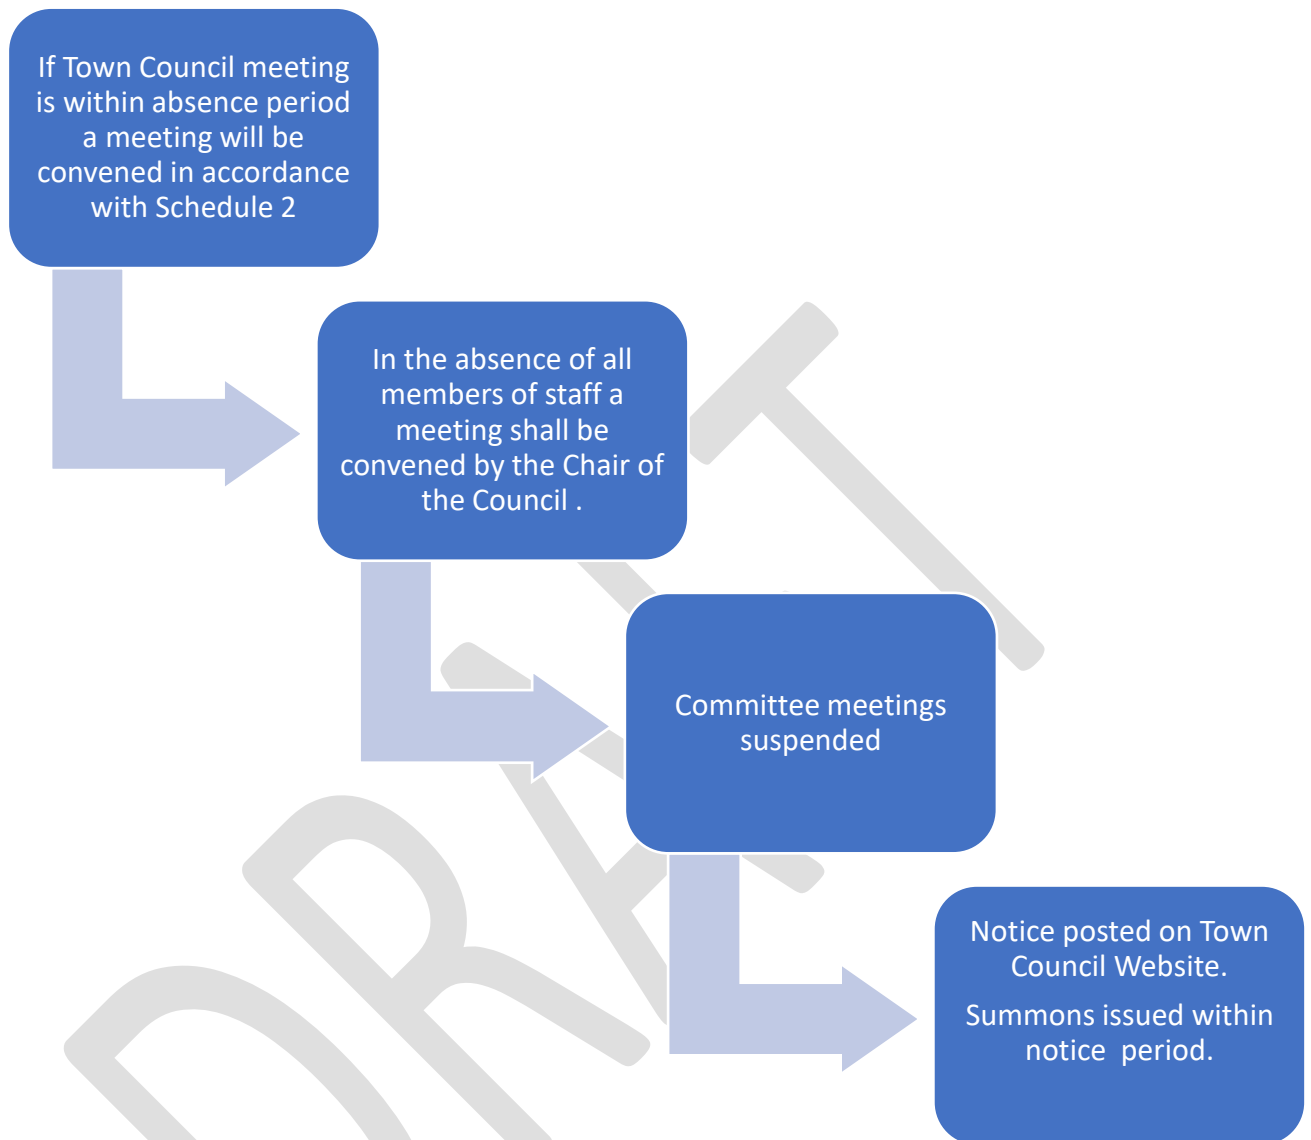 If Town Council meeting
is within absence period
a meeting will be
convened in accordance
with Schedule 2
In the absence of all
members of staff a
meeting shall be
convened by the Chair of
the Council .
Committee meetings
suspended
Notice posted on Town
Council Website.
Summons issued within
notice  period.
DRAFT